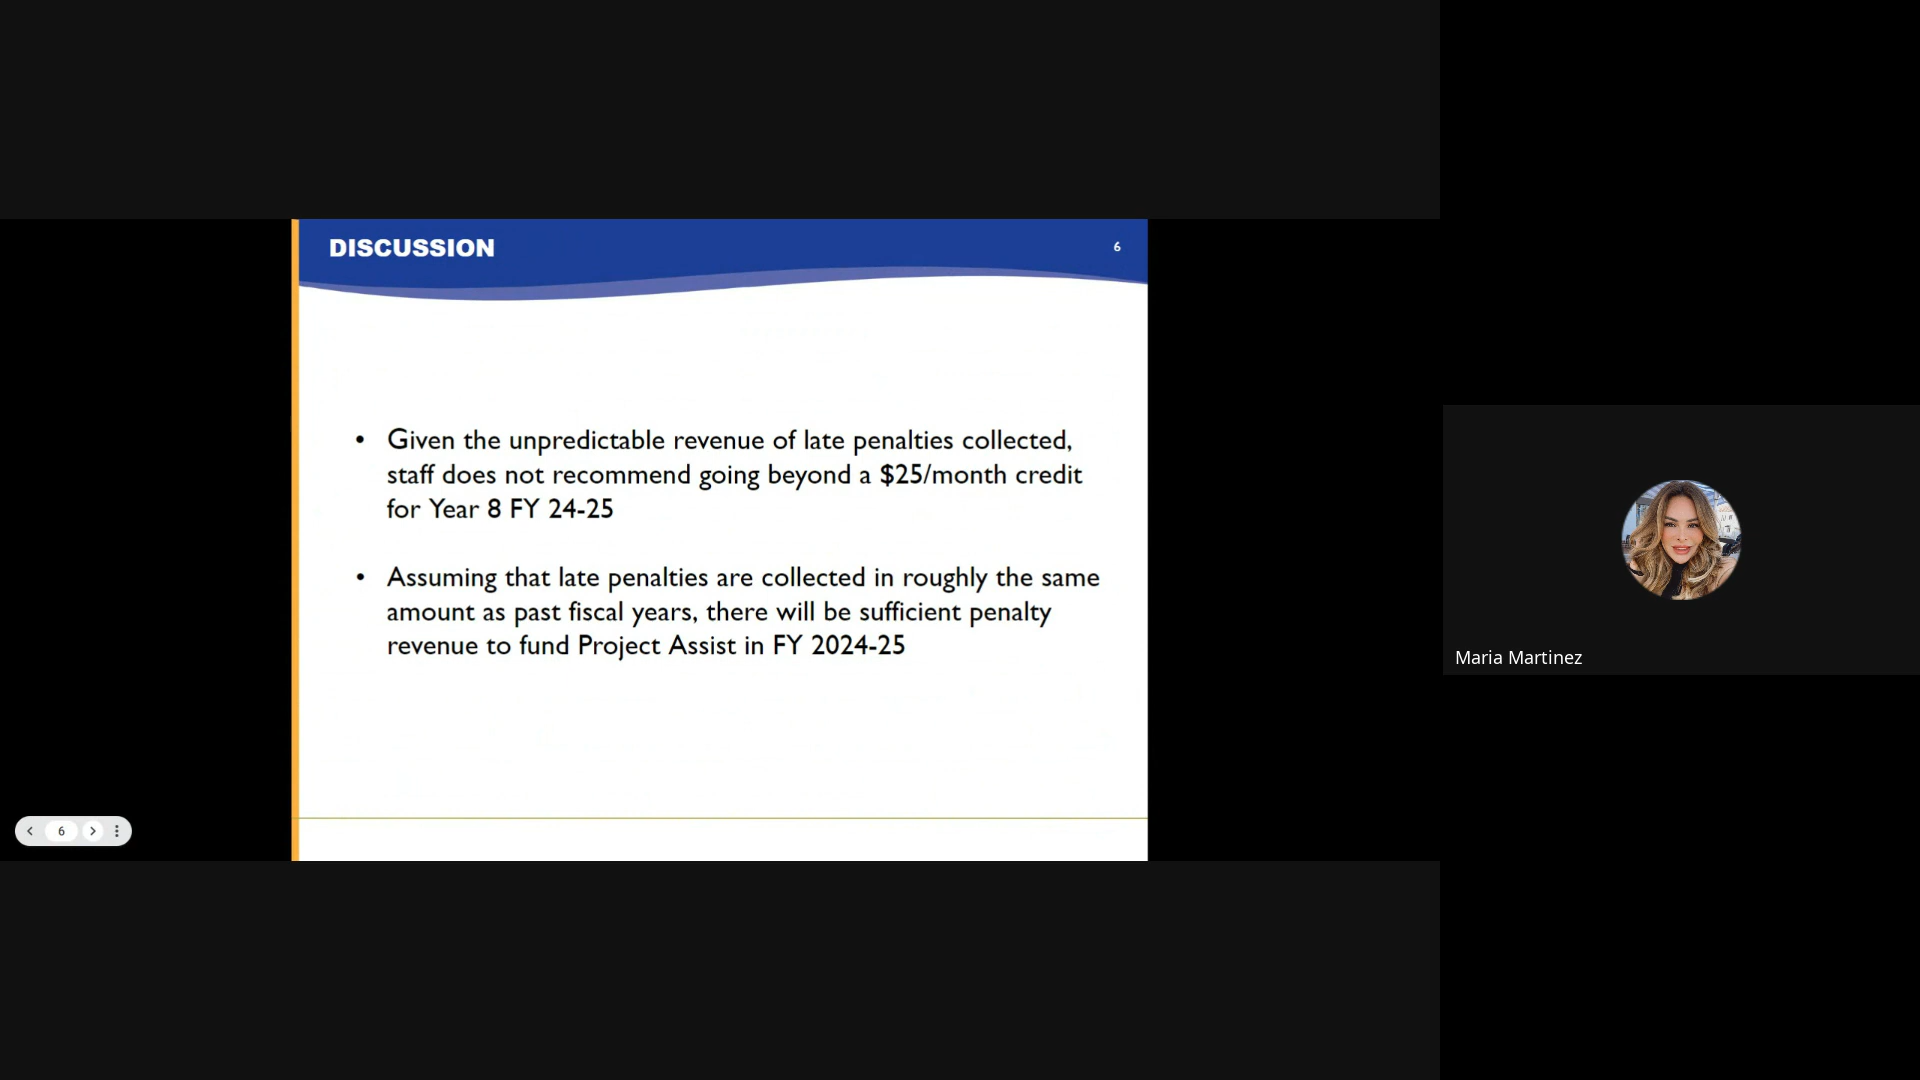 DISCUSSION
6
• Given the unpredictable revenue of late penalties collected,
staff does not recommend going beyond a $25/month credit
for Year 8 FY 24-25
• Assuming that late penalties are collected in roughly the same
amount as past fiscal years, there will be sufficient penalty
revenue to fund Project Assist in FY 2024-25
6
Maria Martinez